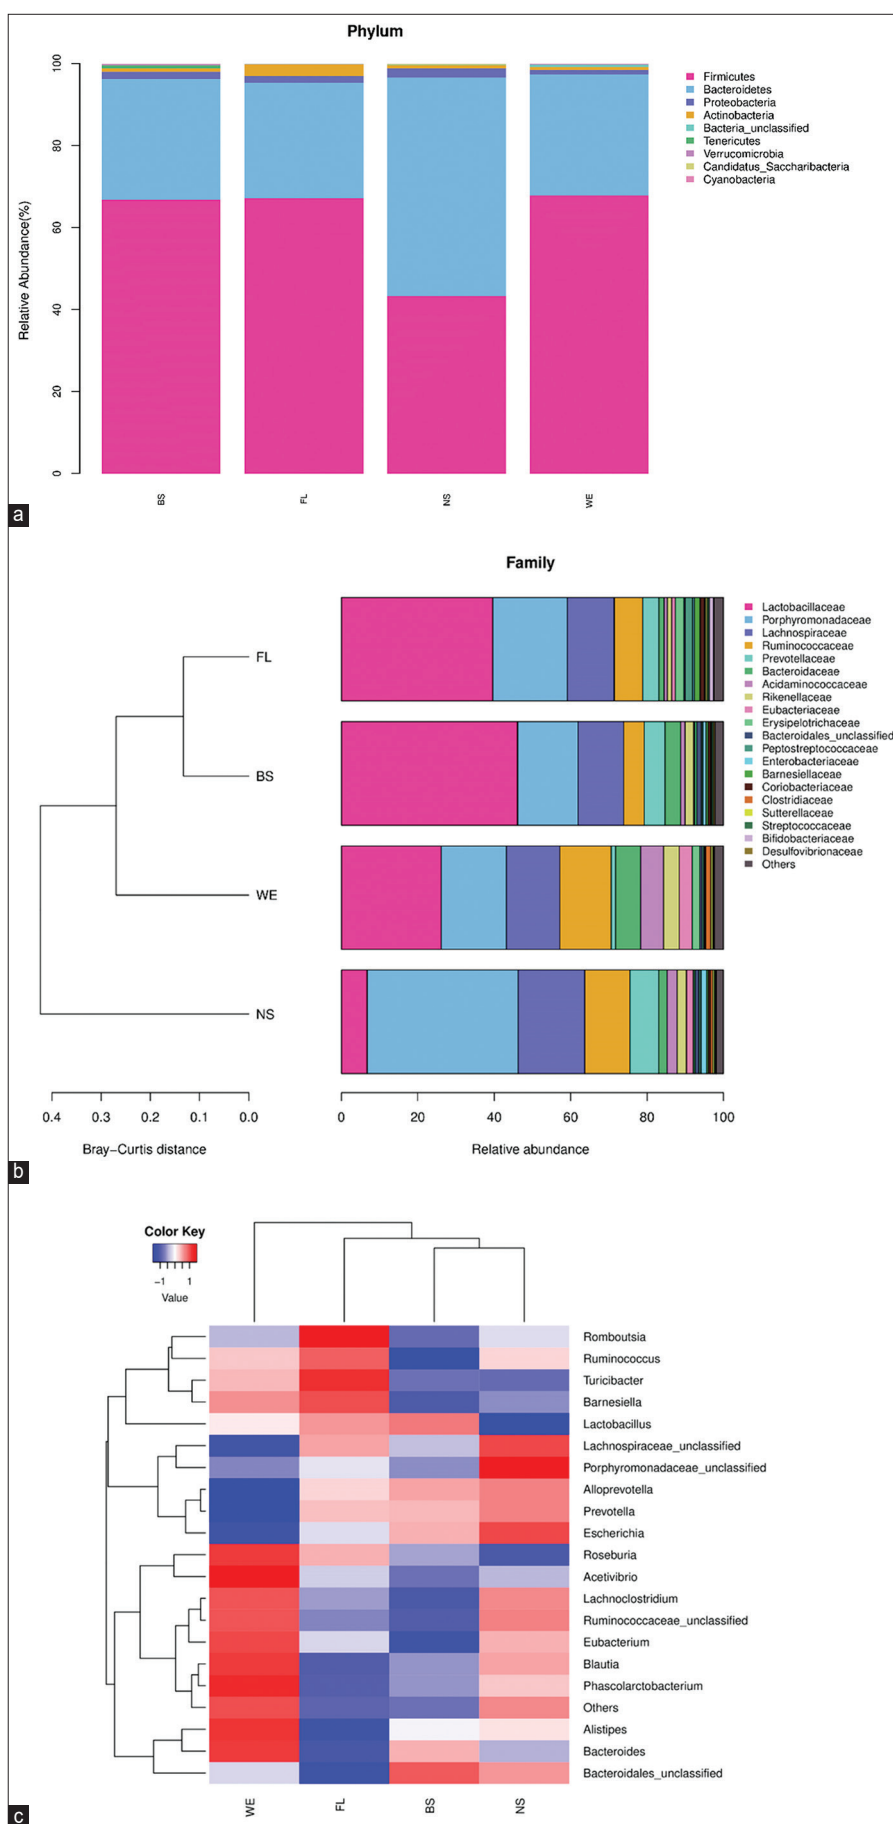 Phylum
100
80
60
40
20
0
Relative Abundance(%)
BS
FL
NS
WE
Firmicutes
Bacteroidetes
Proteobacteria
Actinobacteria
Bacteria_unclassified
Tenericutes
Verrucomicrobia
Candidatus_Saccharibacteria
Cyanobacteria
a
Family
FL
BS
WE
NS
0.4 0.3 0.2 0.1 0.0
Bray–Curtis distance
0 20 40 60 80 100
Relative abundance
Lactobacillaceae
Porphyromonadaceae
Lachnospiraceae
Ruminococcaceae
Prevotellaceae
Bacteroidaceae
Acidaminococcaceae
Rikenellaceae
Eubacteriaceae
Erysipelotrichaceae
Bacteroidales_unclassified
Peptostreptococcaceae
Enterobacteriaceae
Barnesiellaceae
Coriobacteriaceae
Clostridiaceae
Sutterellaceae
Streptococcaceae
Bifidobacteriaceae
Desulfovibrionaceae
Others
b
Color Key
−1 1
Value
Romboutsia
Ruminococcus
Turicibacter
Barnesiella
Lactobacillus
Lachnospiraceae_unclassified
Porphyromonadaceae_unclassified
Alloprevotella
Prevotella
Escherichia
Roseburia
Acetivibrio
Lachnoclostridium
Ruminococcaceae_unclassified
Eubacterium
Blautia
Phascolarctobacterium
Others
Alistipes
Bacteroides
Bacteroidales_unclassified
WE
FL
BS
NS
c